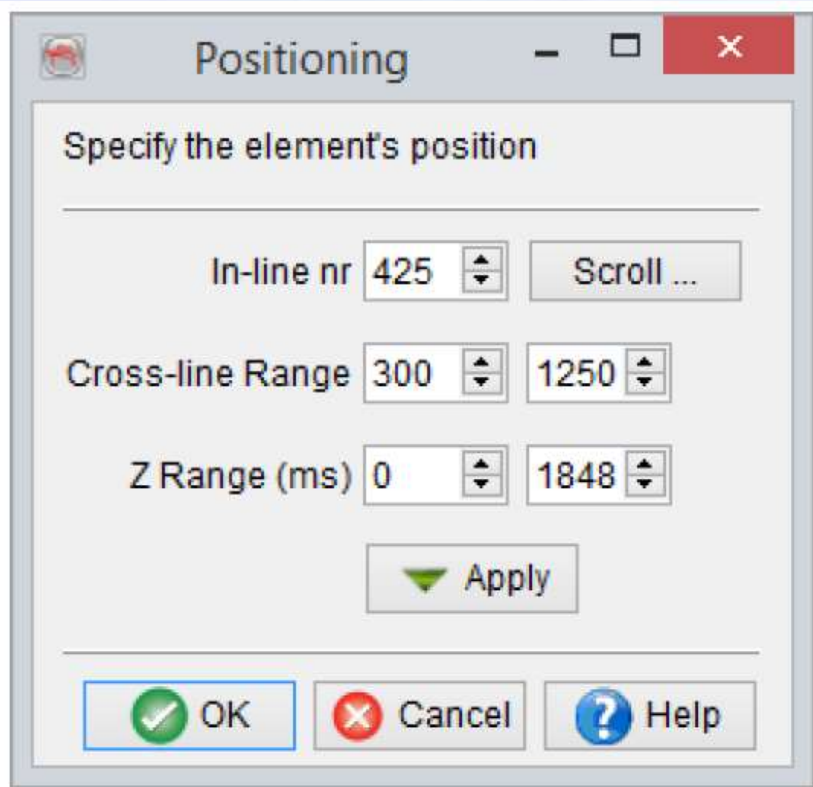 Positioning
Specify the element's position
In-line nr 425 Scroll ...
Cross-line Range 300 1250
Z Range (ms) 0 1848
Apply
OK Cancel Help